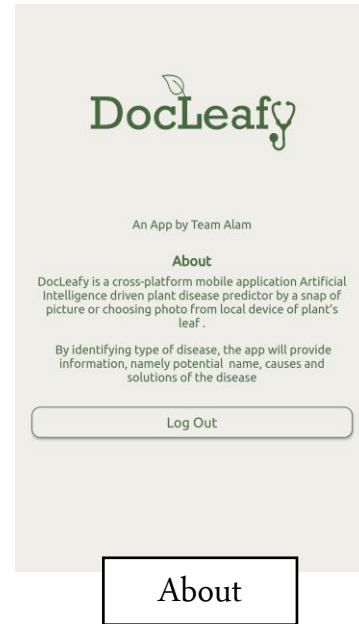 DocLeafy
An App by Team Alam
About
DocLeafy is a cross-platform mobile application Artificial
Intelligence driven plant disease predictor by a snap of
picture or choosing photo from local device of plant's
leaf .
By identifying type of disease, the app will provide
information, namely potential name, causes and
solutions of the disease
Log Out
About